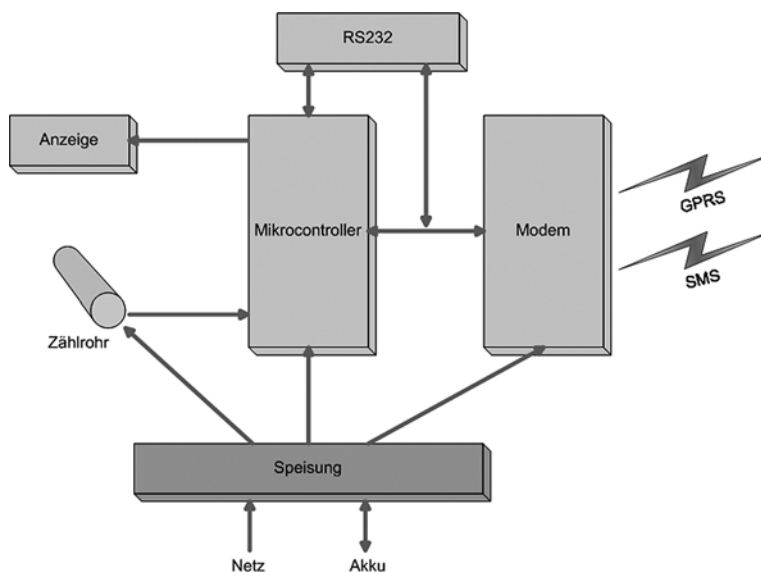 RS232
Anzeige
Mikrocontroller
Modem
GPRS
SMS
Zählrohr
Speisung
Netz
Akku